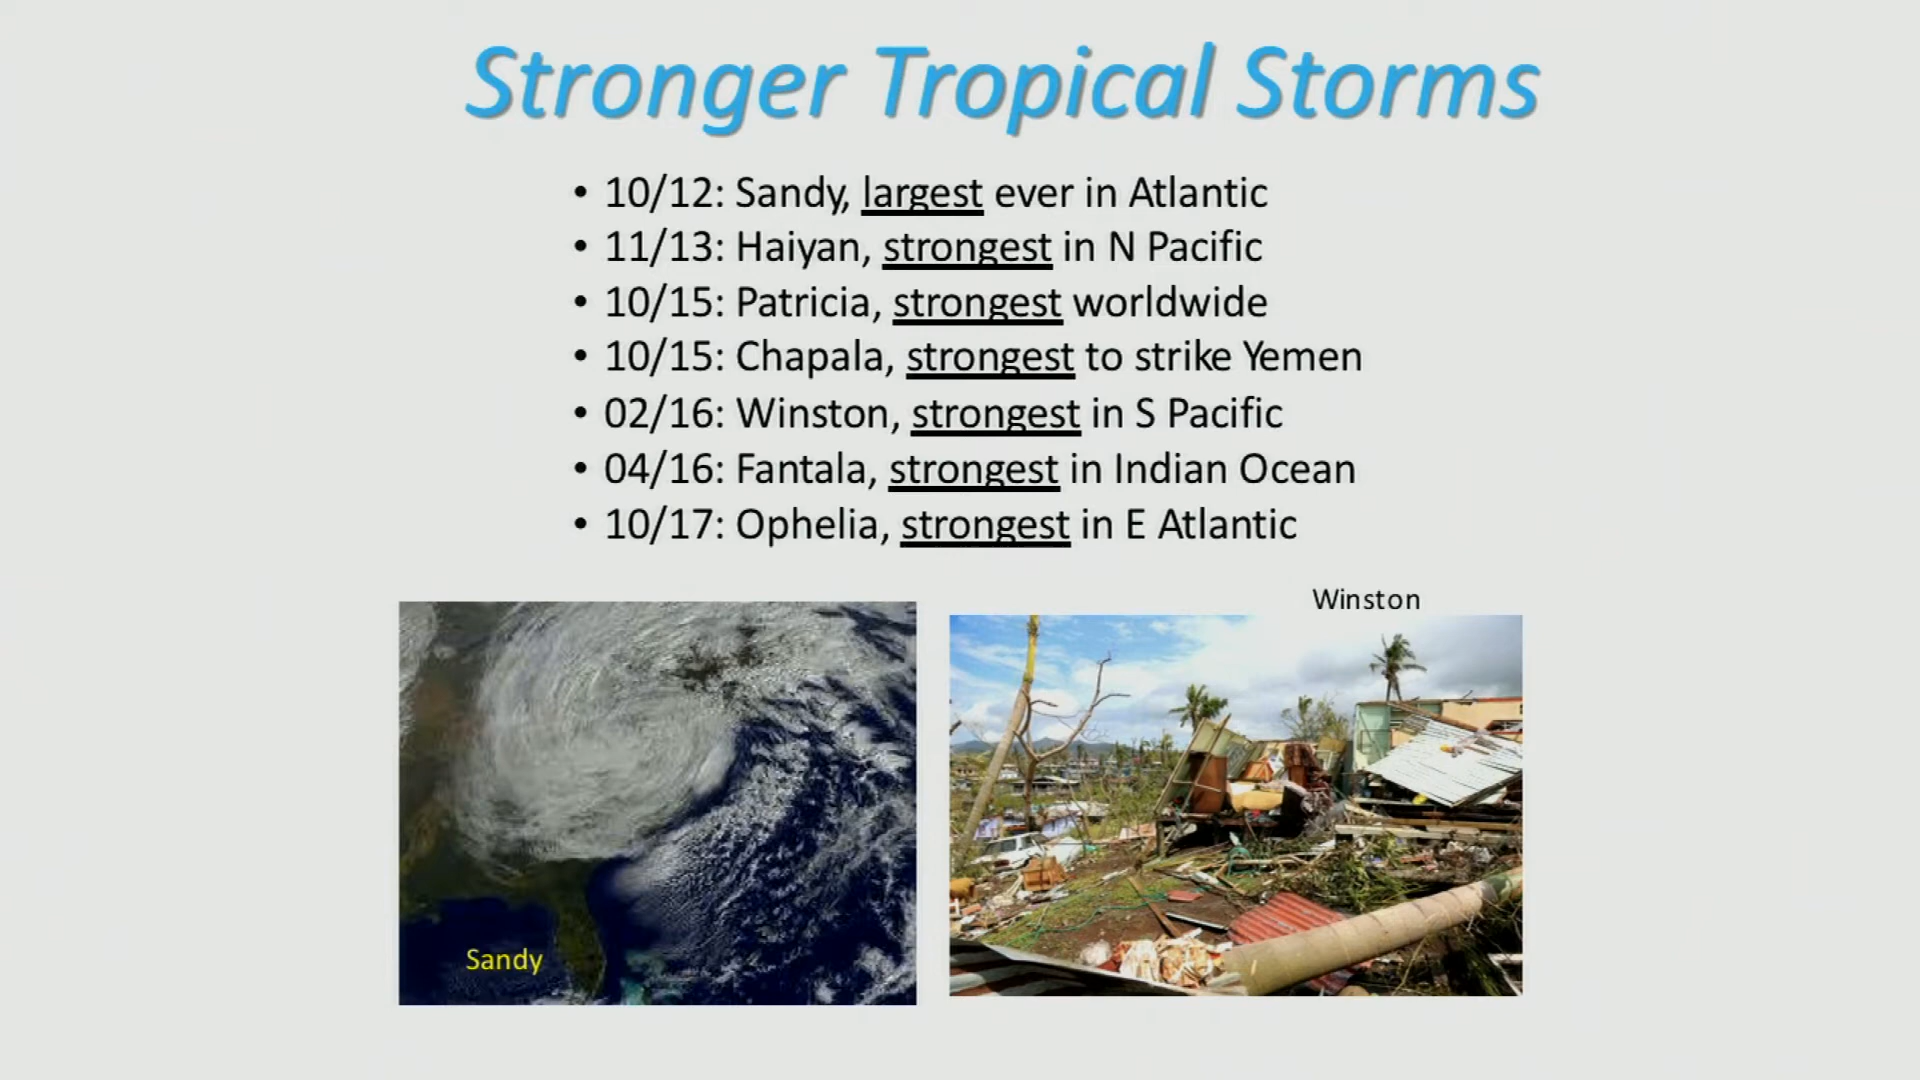 Stronger Tropical Storms
• 10/12: Sandy, largest ever in Atlantic
• 11/13: Haiyan, strongest in N Pacific
• 10/15: Patricia, strongest worldwide
• 10/15: Chapala, strongest to strike Yemen
• 02/16: Winston, strongest in S Pacific
• 04/16: Fantala, strongest in Indian Ocean
• 10/17: Ophelia, strongest in E Atlantic
Winston
Sandy